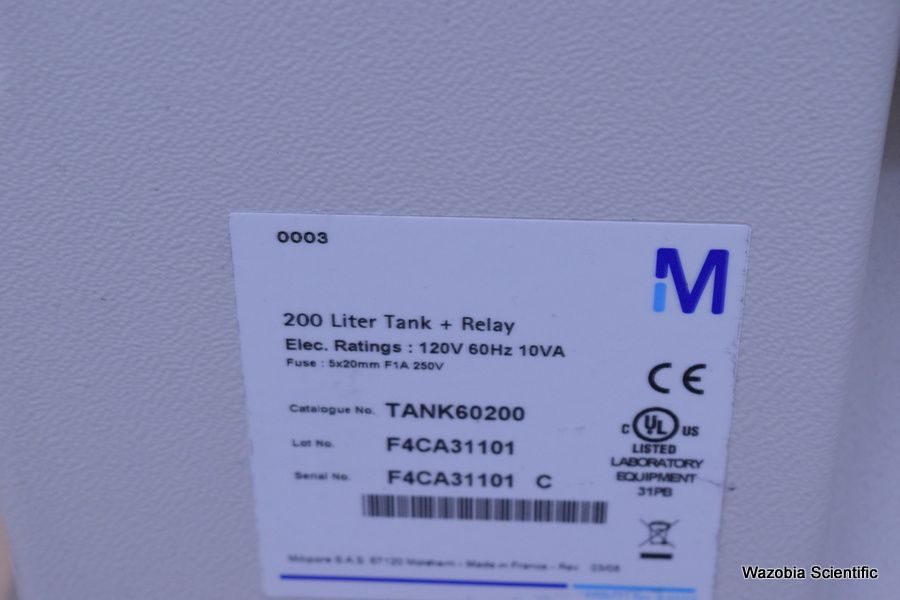 0003
M
200 Liter Tank + Relay
Elec. Ratings : 120V 60Hz 10VA
Fuse : 5x20mm F1A 250V
CE
Catalogue No. TANK60200
C UL US
LISTED
Lot No. F4CA31101
LABORATORY
EQUIPMENT
31PB
Serial No. F4CA31101 C
Millipore S.A.S. 67120 Molsheim - Made in France - Rev 03/08
Wazobia Scientific